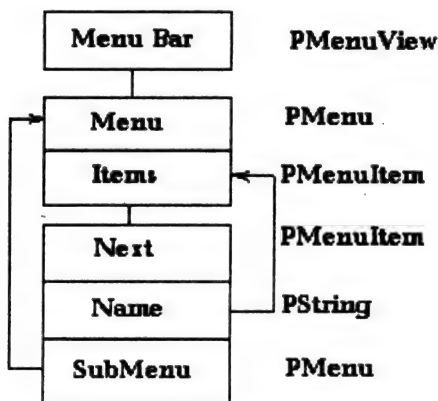 Menu Bar PMenuView
Menu PMenu
Items PMenuItem
Next PMenuItem
Name PString
SubMenu PMenu